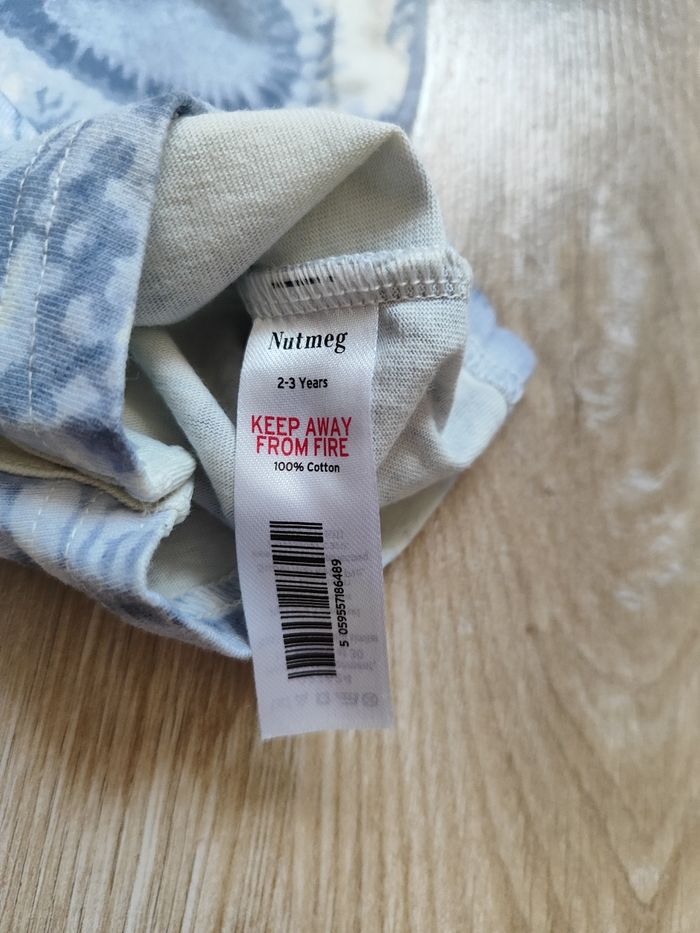 Nutmeg
2-3 Years
KEEP AWAY
FROM FIRE
100% Cotton
5 059557186489